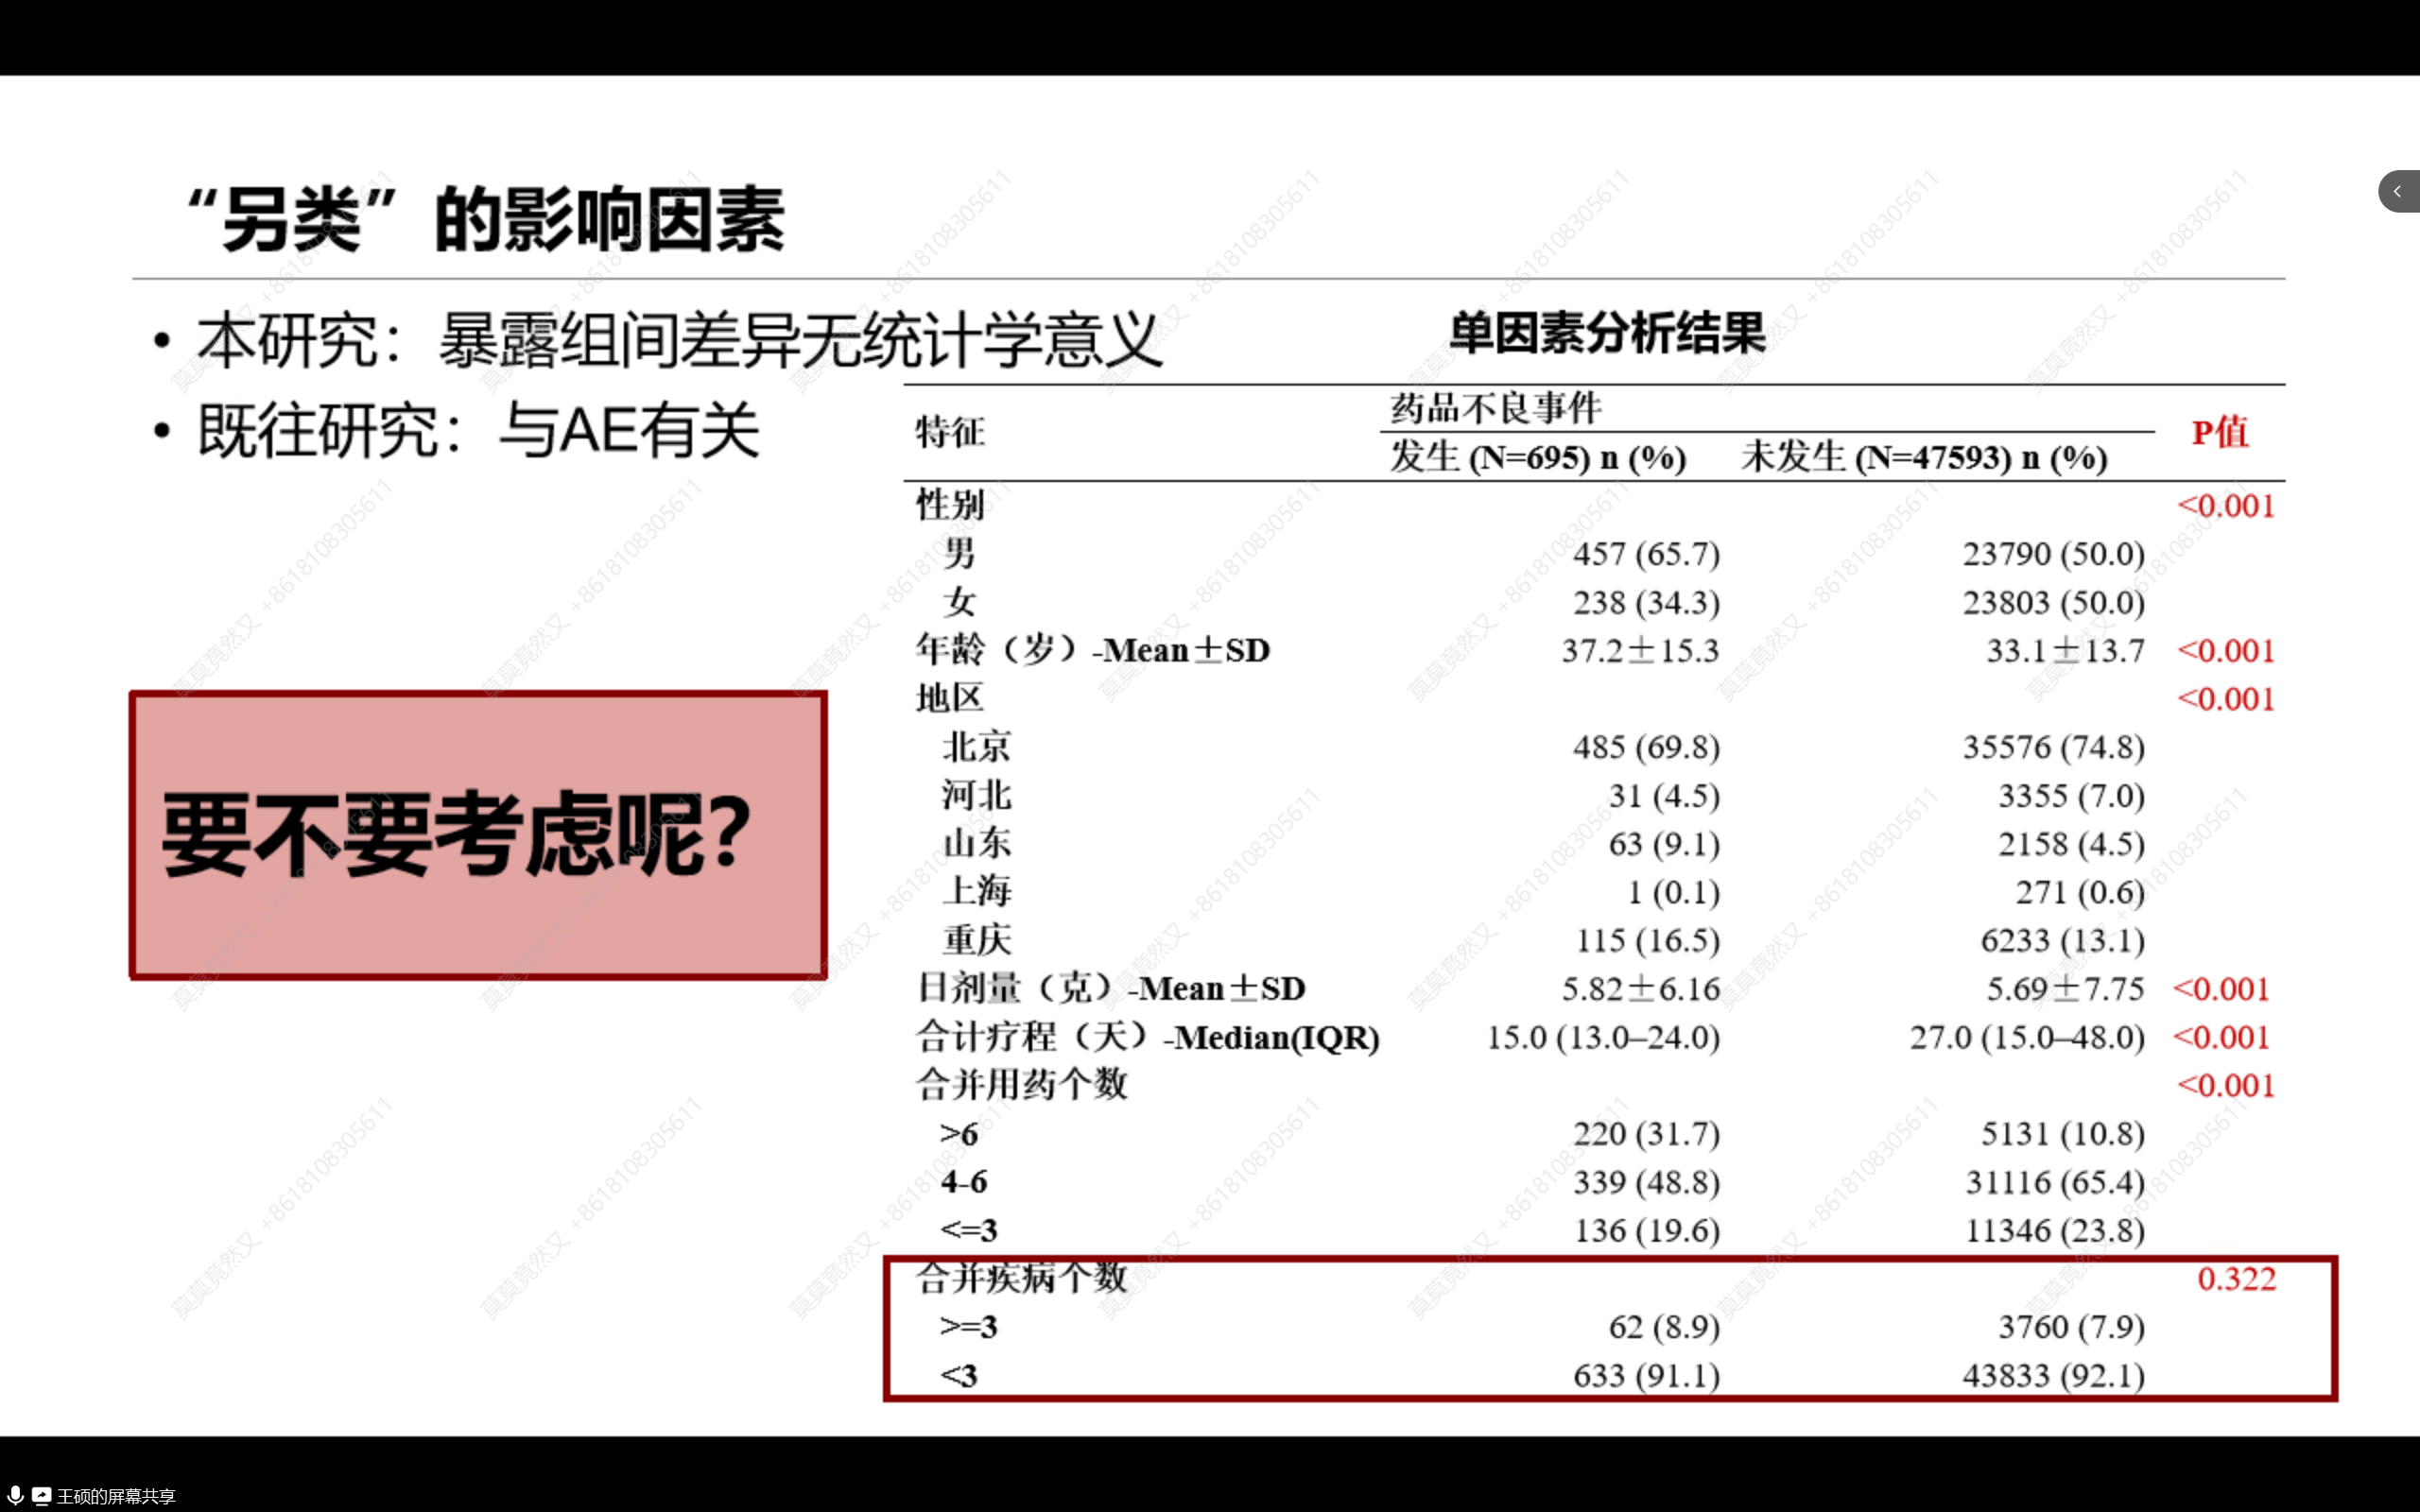 “另类”的影响因素
• 本研究：暴露组间差异无统计学意义
• 既往研究：与AE有关
要不要考虑呢？
单因素分析结果
特征 药品不良事件 P值
发生 (N=695) n (%) 未发生 (N=47593) n (%)
性别 <0.001
男 457 (65.7) 23790 (50.0)
女 238 (34.3) 23803 (50.0)
年龄（岁）-Mean±SD 37.2±15.3 33.1±13.7 <0.001
地区 <0.001
北京 485 (69.8) 35576 (74.8)
河北 31 (4.5) 3355 (7.0)
山东 63 (9.1) 2158 (4.5)
上海 1 (0.1) 271 (0.6)
重庆 115 (16.5) 6233 (13.1)
日剂量（克）-Mean±SD 5.82±6.16 5.69±7.75 <0.001
合计疗程（天）-Median(IQR) 15.0 (13.0–24.0) 27.0 (15.0–48.0) <0.001
合并用药个数 <0.001
>6 220 (31.7) 5131 (10.8)
4-6 339 (48.8) 31116 (65.4)
<=3 136 (19.6) 11346 (23.8)
合并疾病个数 0.322
>=3 62 (8.9) 3760 (7.9)
<3 633 (91.1) 43833 (92.1)
莫莫竟然又 +8618108305611
王硕的屏幕共享